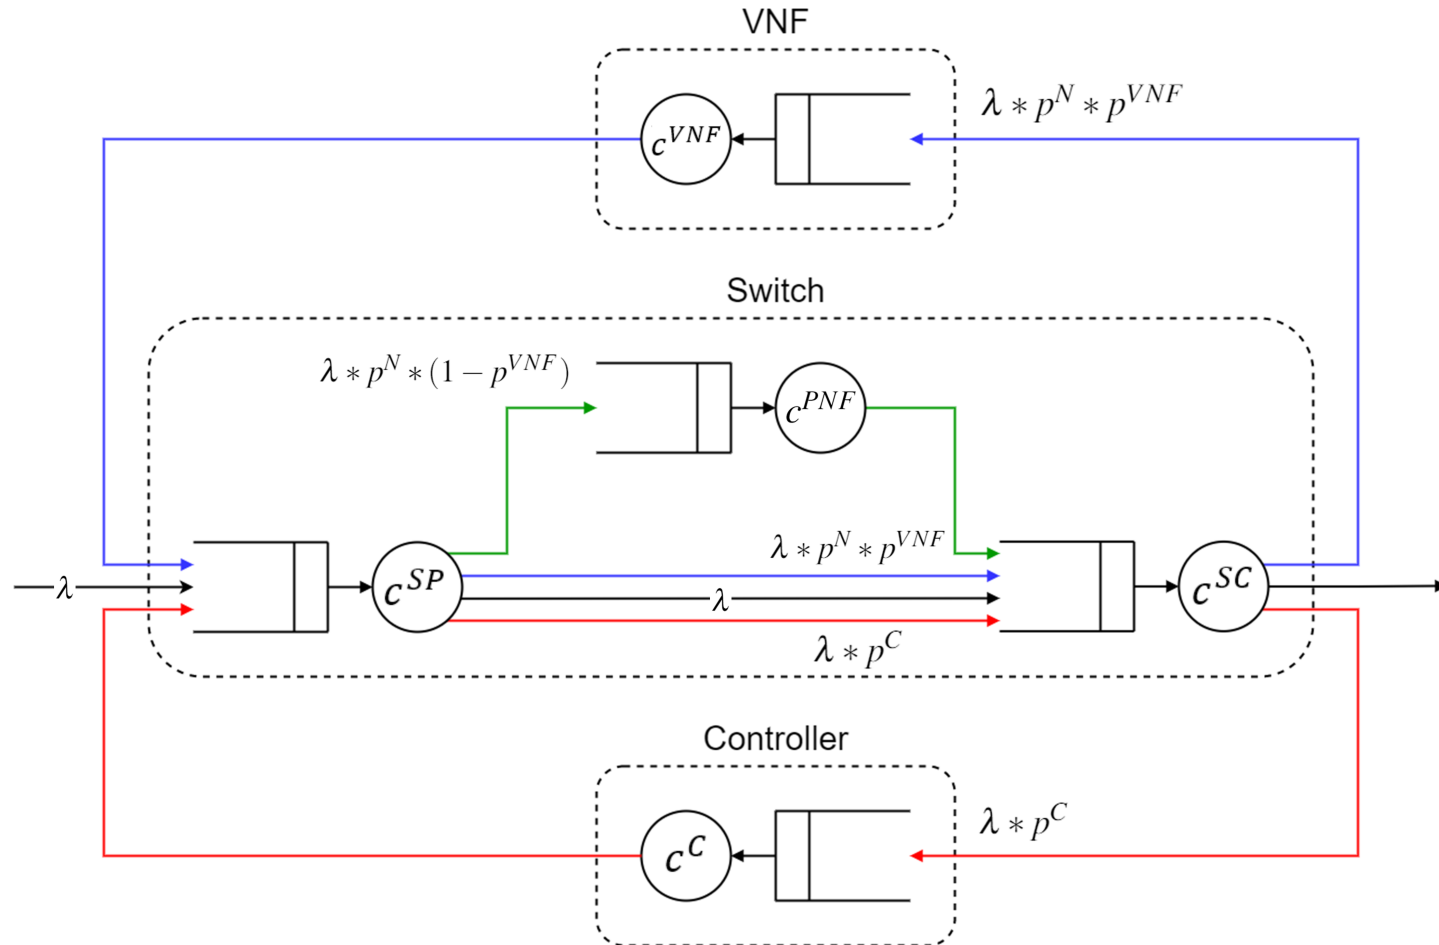 VNF
λ ∗ p^N ∗ p^{VNF}
c^{VNF}
Switch
λ ∗ p^N ∗ (1 − p^{VNF})
c^{PNF}
λ ∗ p^N ∗ p^{VNF}
λ
c^{SP}
λ
c^{SC}
λ ∗ p^C
Controller
λ ∗ p^C
c^C